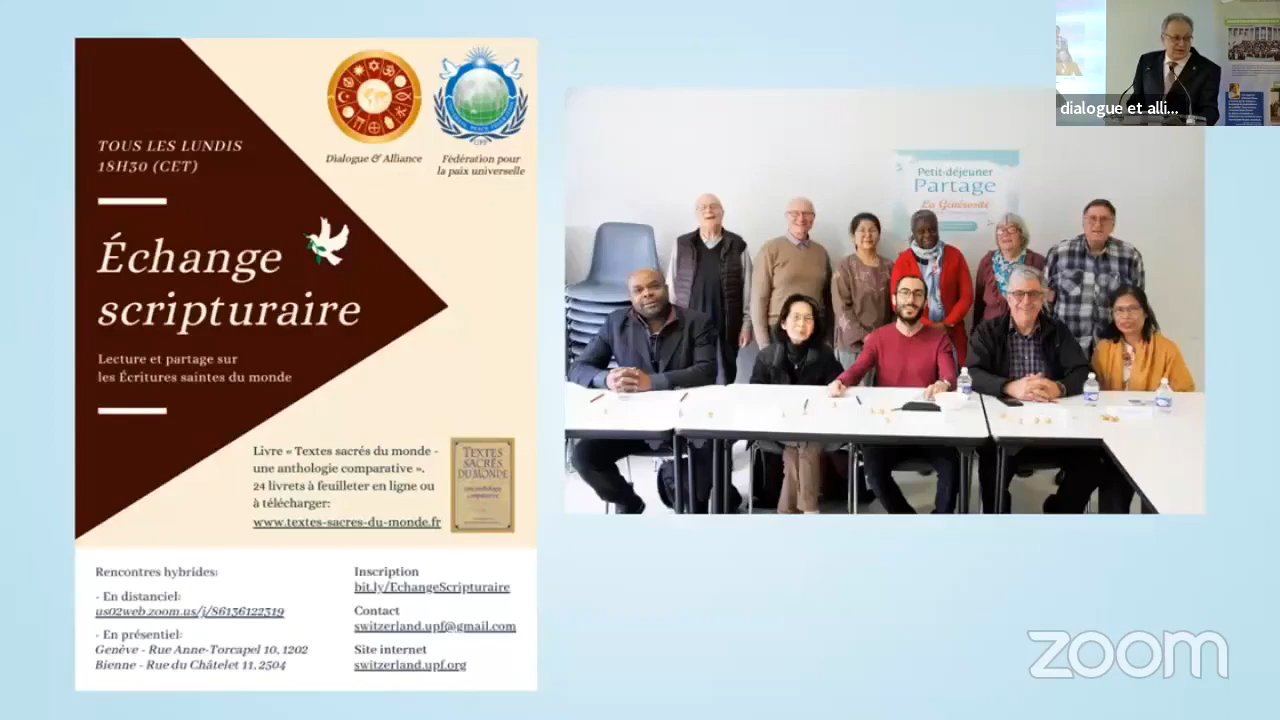 TOUS LES LUNDIS
18H30 (CET)
Échange
scripturaire
Lecture et partage sur
les Écritures saintes du monde
Dialogue & Alliance
Fédération pour
la paix universelle
UPF
Livre « Textes sacrés du monde -
une anthologie comparative ».
24 livrets à feuilleter en ligne ou
à télécharger:
www.textes-sacres-du-monde.fr
TEXTES
SACRÉS
DU MONDE
Rencontres hybrides:
- En distanciel:
us02web.zoom.us/j/86136122319
- En présentiel:
Genève - Rue Anne-Torcapel 10, 1202
Bienne - Rue du Châtelet 11, 2504
Inscription
bit.ly/EchangeScripturaire
Contact
switzerland.upf@gmail.com
Site internet
switzerland.upf.org
Petit-déjeuner
Partage
La Générosité
dialogue et alli...
zoom